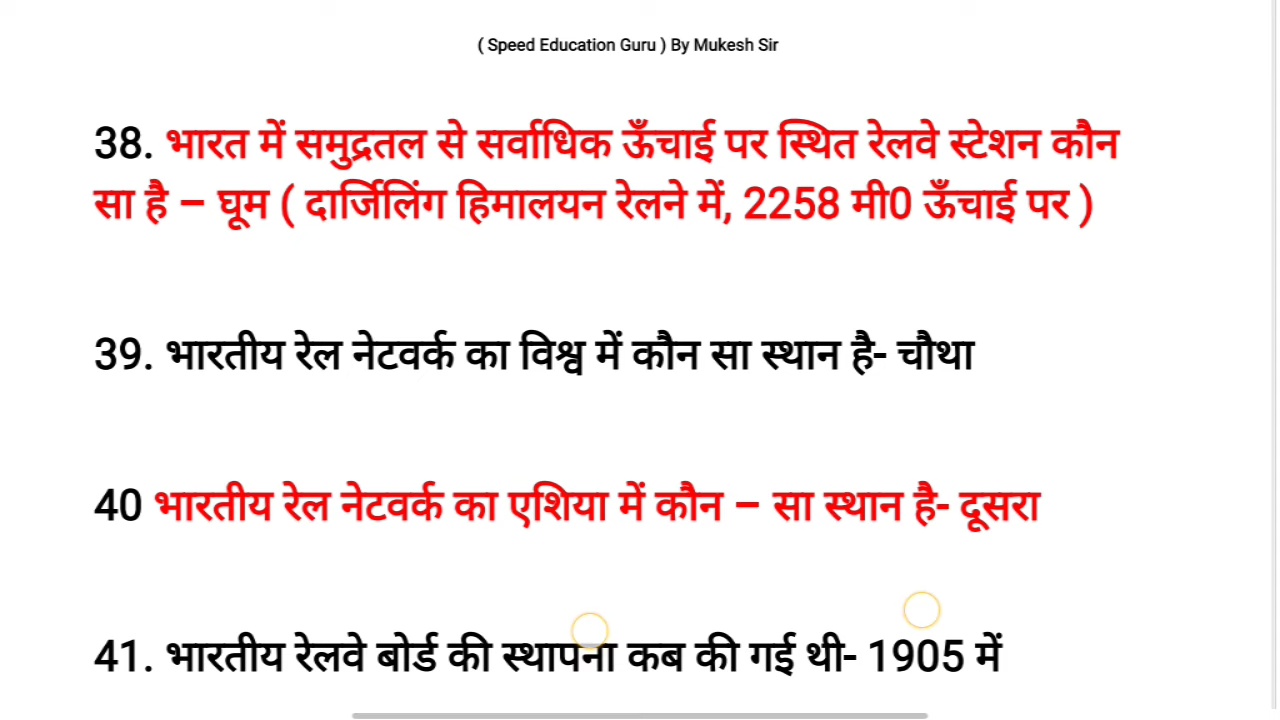 ( Speed Education Guru ) By Mukesh Sir
38. भारत में समुद्रतल से सर्वाधिक ऊँचाई पर स्थित रेलवे स्टेशन कौन
सा है – घूम ( दार्जिलिंग हिमालयन रेलने में, 2258 मी0 ऊँचाई पर )
39. भारतीय रेल नेटवर्क का विश्व में कौन सा स्थान है- चौथा
40 भारतीय रेल नेटवर्क का एशिया में कौन – सा स्थान है- दूसरा
41. भारतीय रेलवे बोर्ड की स्थापना कब की गई थी- 1905 में